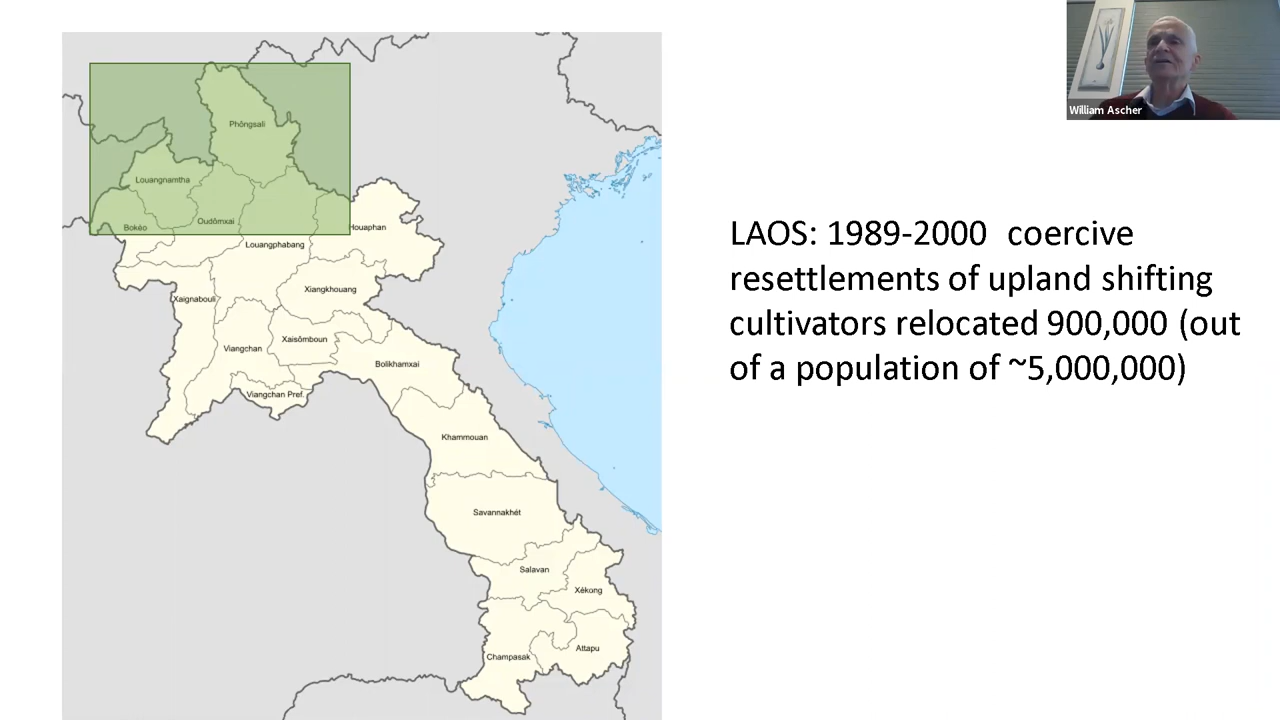 William Ascher
LAOS: 1989-2000 coercive
resettlements of upland shifting
cultivators relocated 900,000 (out
of a population of ~5,000,000)
Phôngsali
Louangnamtha
Oudômxai
Bokèo
Houaphan
Louangphabang
Xiangkhouang
Xaignabouli
Xaisômboun
Viangchan
Bolikhamxai
Viangchan Pref.
Khammouan
Savannakhét
Salavan
Xékong
Attapu
Champasak